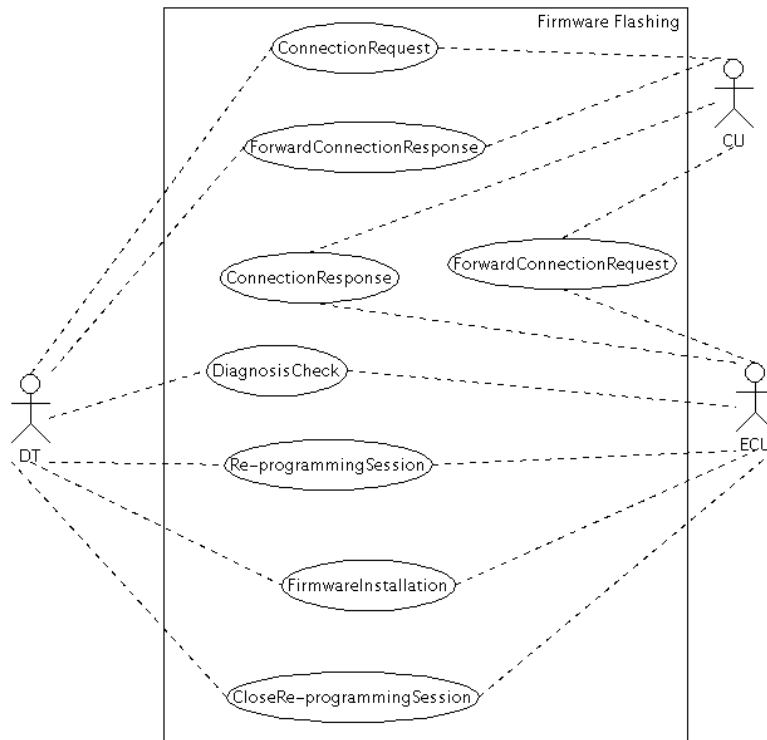 Firmware Flashing
ConnectionRequest
ForwardConnectionResponse
CU
ConnectionResponse
ForwardConnectionRequest
DiagnosisCheck
DT
ECU
Re-programmingSession
FirmwareInstallation
CloseRe-programmingSession